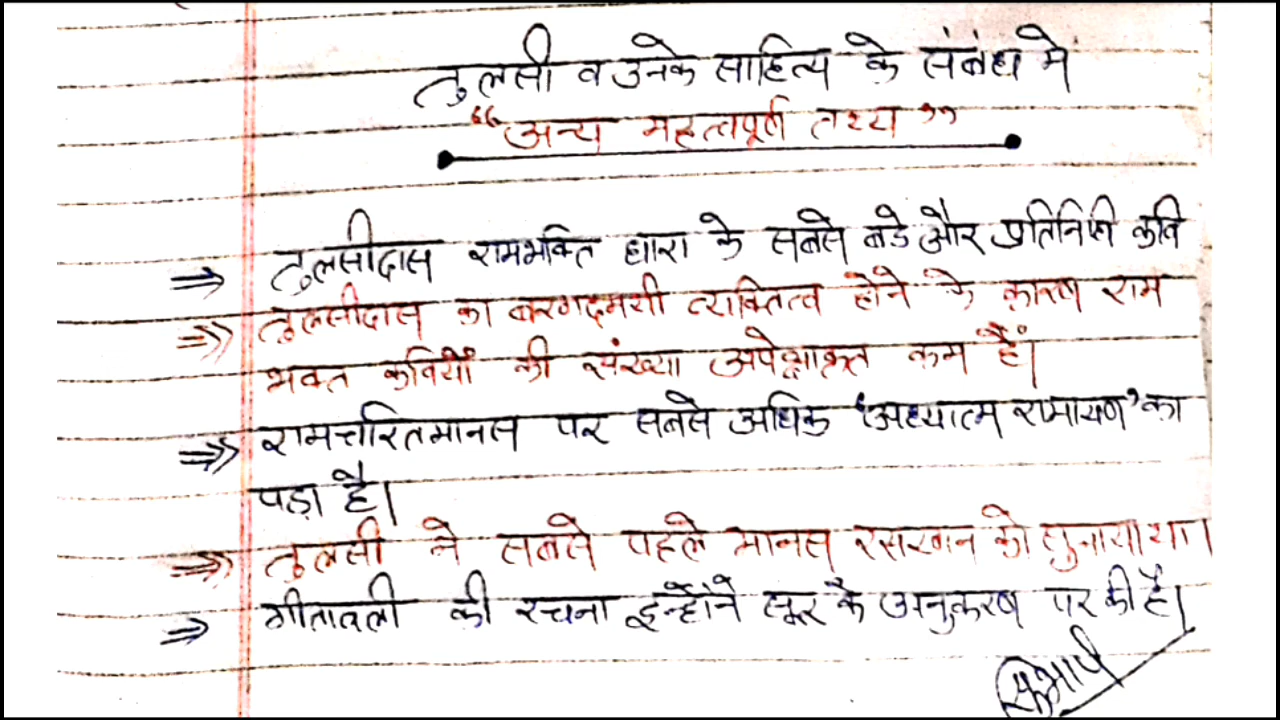 तुलसी व उनके साहित्य के संबंध में
“अन्य महत्वपूर्ण तथ्य”
⇒ तुलसीदास रामभक्ति धारा के सबसे बडे और प्रतिनिधी कवि
⇒ तुलसीदास का बरगदमयी व्यक्तित्व होने के कारण राम
भक्त कवियों की संख्या अपेक्षाकृत कम हैं।
⇒ रामचरितमानस पर सबसे अधिक ‘अध्यात्म रामायण’ का
पड़ा है।
⇒ तुलसी ने सबसे पहले मानस रसखान को सुनाया था।
⇒ गीतावली की रचना इन्होंने सूर के अनुकरण पर की है।